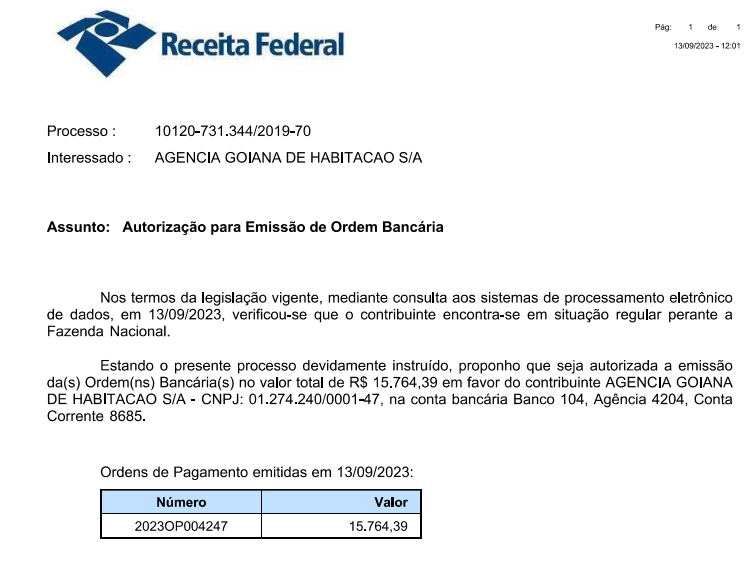 Receita Federal
Pág: 1 de 1
13/09/2023 - 12:01
Processo : 10120-731.344/2019-70
Interessado : AGENCIA GOIANA DE HABITACAO S/A
Assunto: Autorização para Emissão de Ordem Bancária
Nos termos da legislação vigente, mediante consulta aos sistemas de processamento eletrônico
de dados, em 13/09/2023, verificou-se que o contribuinte encontra-se em situação regular perante a
Fazenda Nacional.
Estando o presente processo devidamente instruído, proponho que seja autorizada a emissão
da(s) Ordem(ns) Bancária(s) no valor total de R$ 15.764,39 em favor do contribuinte AGENCIA GOIANA
DE HABITACAO S/A - CNPJ: 01.274.240/0001-47, na conta bancária Banco 104, Agência 4204, Conta
Corrente 8685.
Ordens de Pagamento emitidas em 13/09/2023:
Número Valor
2023OP004247 15.764,39